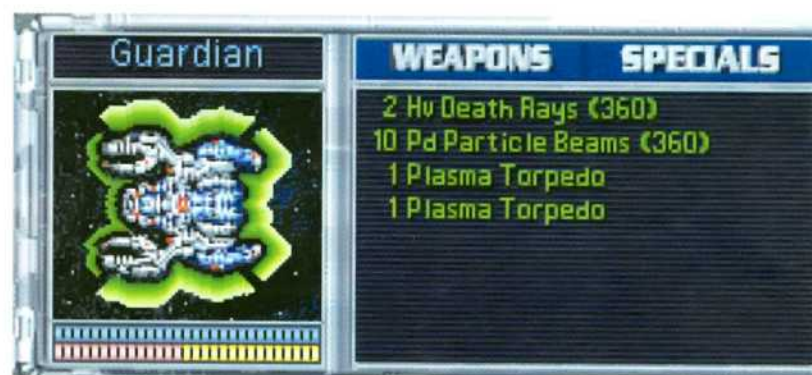 Guardian
WEAPONS SPECIALS
2 Hv Death Rays (360)
10 Pd Particle Beams (360)
1 Plasma Torpedo
1 Plasma Torpedo